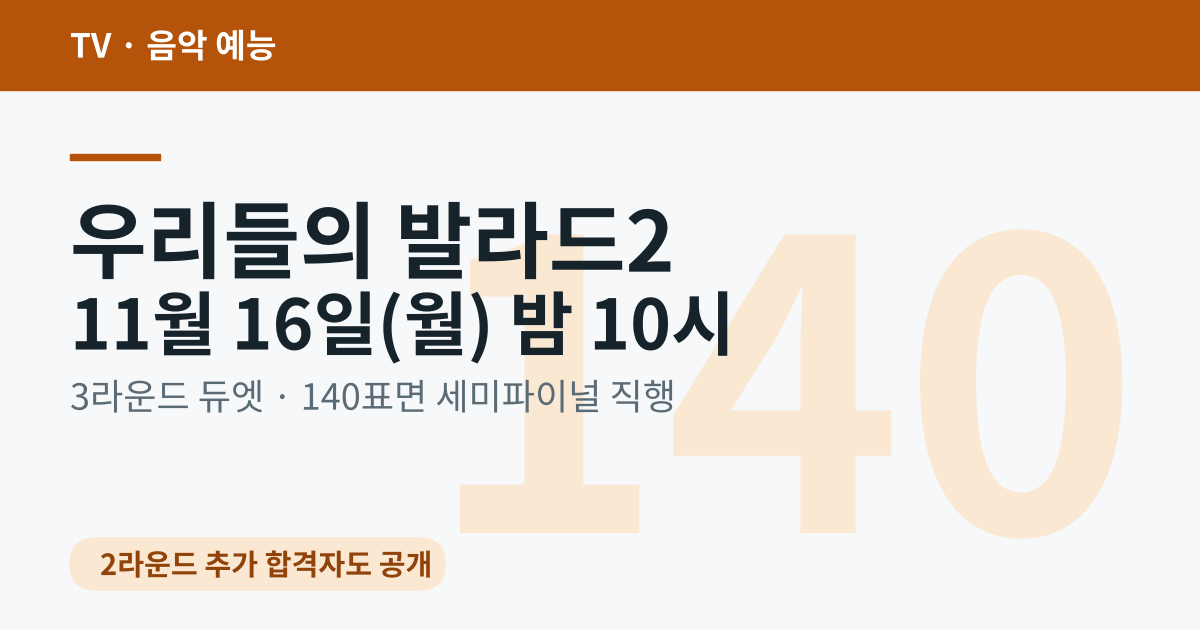 TV · 음악 예능
우리들의 발라드2
11월 16일(월) 밤 10시
3라운드 듀엣 · 140표면 세미파이널 직행
140
2라운드 추가 합격자도 공개